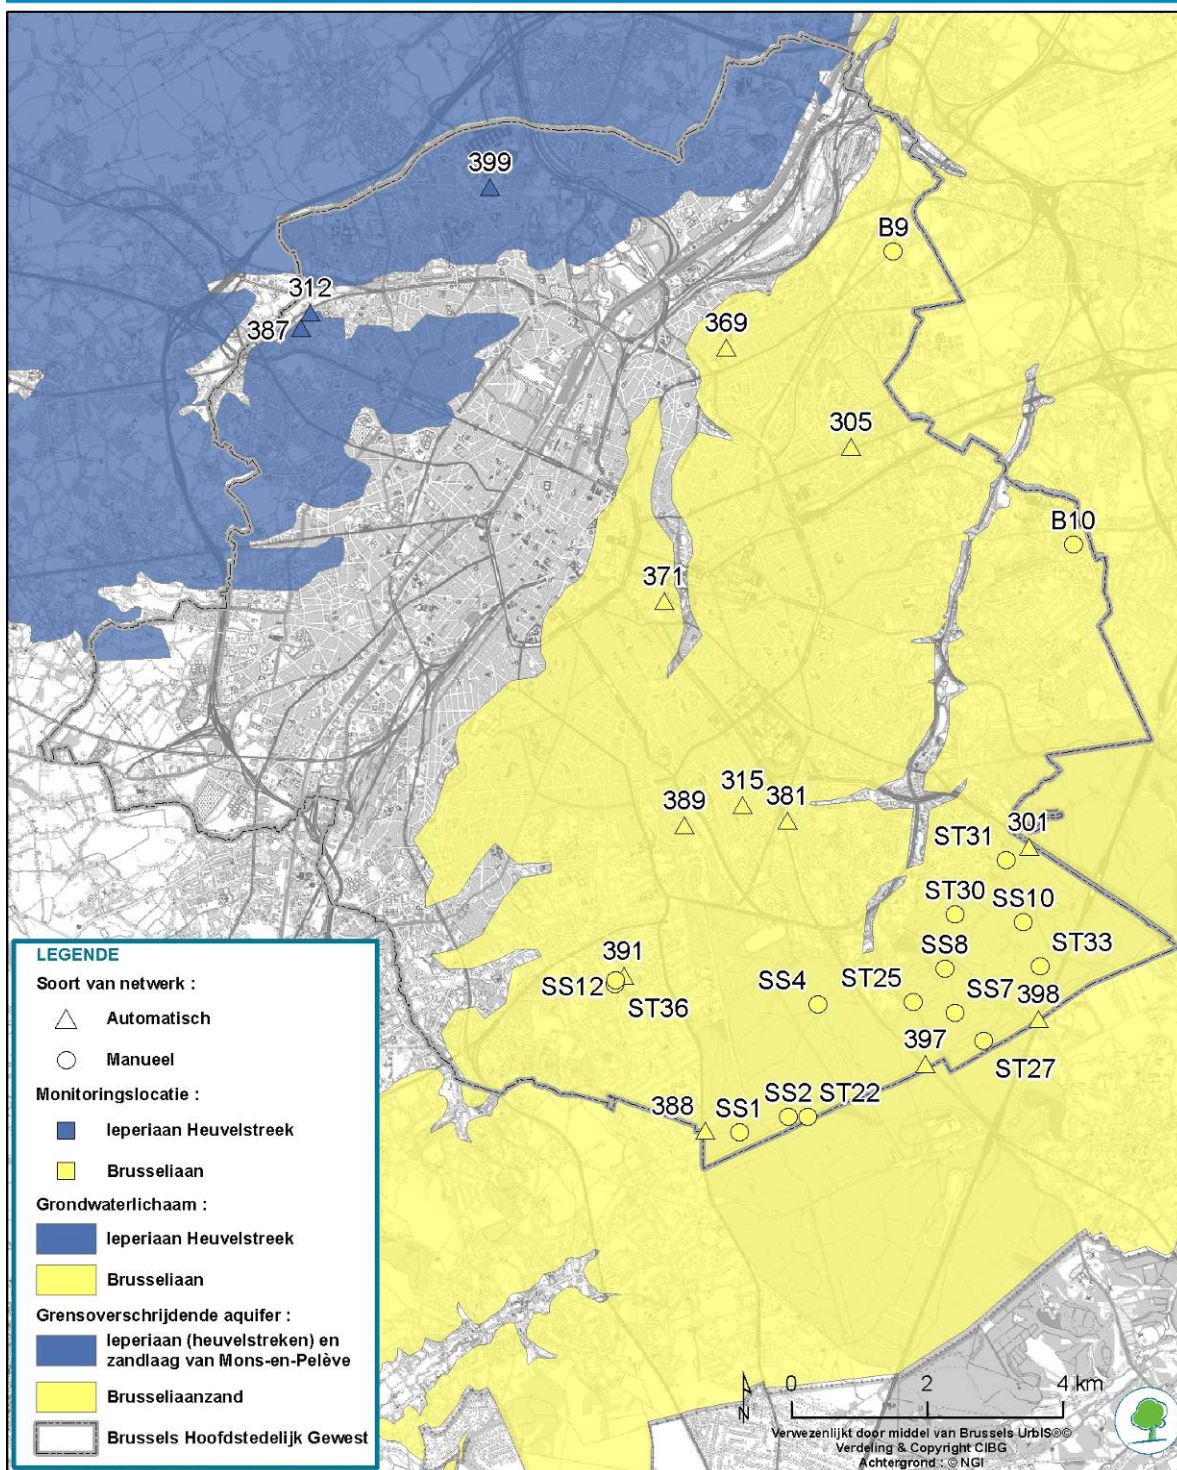 399
B9
312
387
369
305
B10
371
315
389
381
301
ST31
ST30
SS10
391
SS8
ST33
SS12
ST36
SS4
ST25
SS7
398
397
ST27
388
SS1
SS2
ST22
LEGENDE
Soort van netwerk :
Automatisch
Manueel
Monitoringslocatie :
Ieperiaan Heuvelstreek
Brusseliaan
Grondwaterlichaam :
Ieperiaan Heuvelstreek
Brusseliaan
Grensoverschrijdende aquifer :
Ieperiaan (heuvelstreken) en
zandlaag van Mons-en-Pelève
Brusseliaanzand
Brussels Hoofdstedelijk Gewest
N
0 2 4 km
Verwezenlijkt door middel van Brussels UrbIS®©
Verdeling & Copyright CIBG
Achtergrond : © NGI